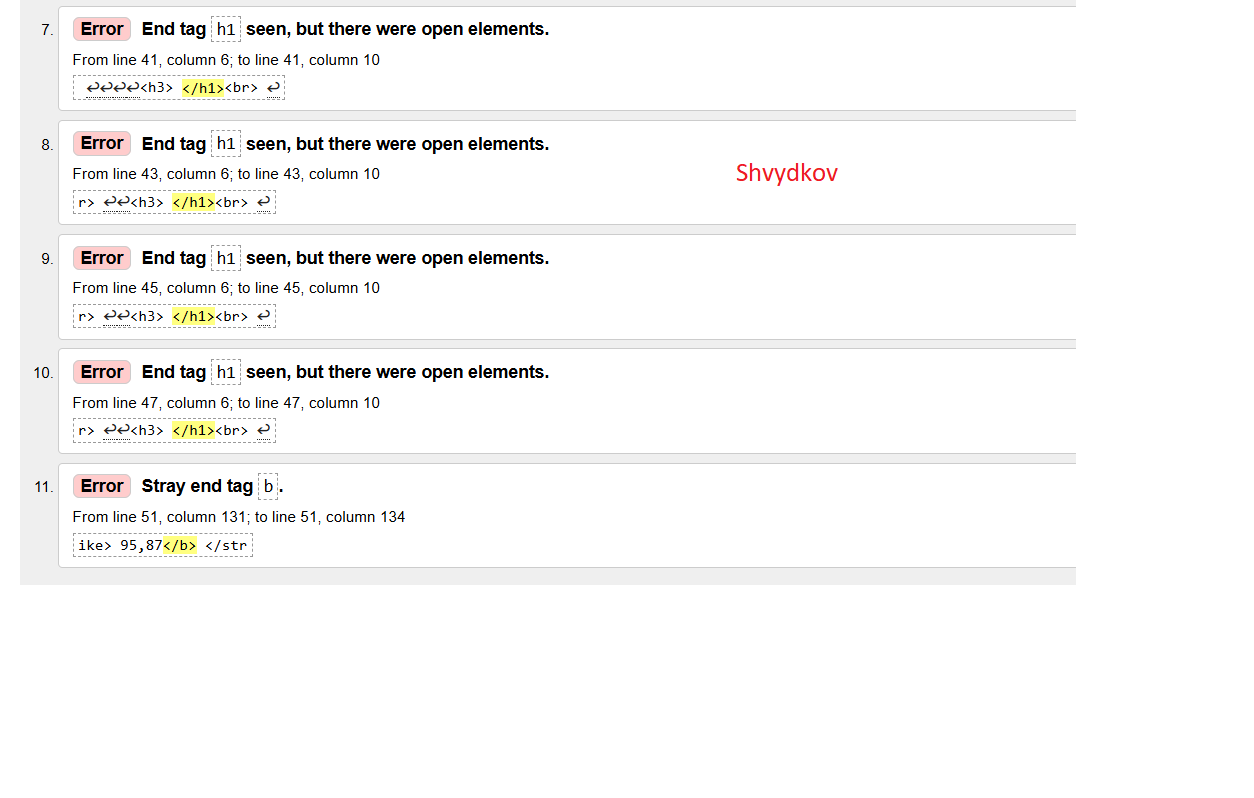 7. Error End tag h1 seen, but there were open elements.
From line 41, column 6; to line 41, column 10
↩↩↩↩<h3> </h1><br> ↩
8. Error End tag h1 seen, but there were open elements.
From line 43, column 6; to line 43, column 10
Shvydkov
r> ↩↩<h3> </h1><br> ↩
9. Error End tag h1 seen, but there were open elements.
From line 45, column 6; to line 45, column 10
r> ↩↩<h3> </h1><br> ↩
10. Error End tag h1 seen, but there were open elements.
From line 47, column 6; to line 47, column 10
r> ↩↩<h3> </h1><br> ↩
11. Error Stray end tag b.
From line 51, column 131; to line 51, column 134
ike> 95,87</b> </str